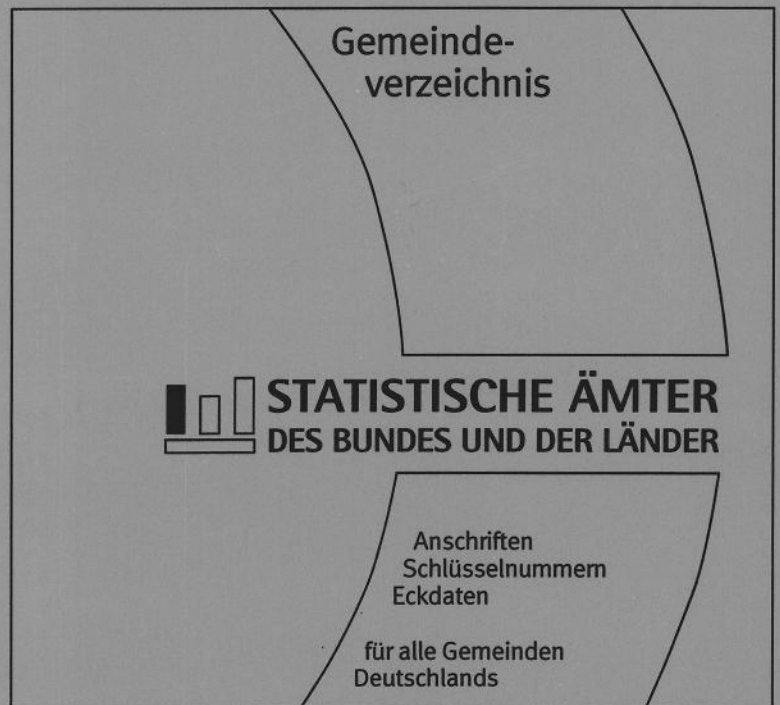 Gemeinde-
verzeichnis
STATISTISCHE ÄMTER
DES BUNDES UND DER LÄNDER
Anschriften
Schlüsselnummern
Eckdaten
für alle Gemeinden
Deutschlands